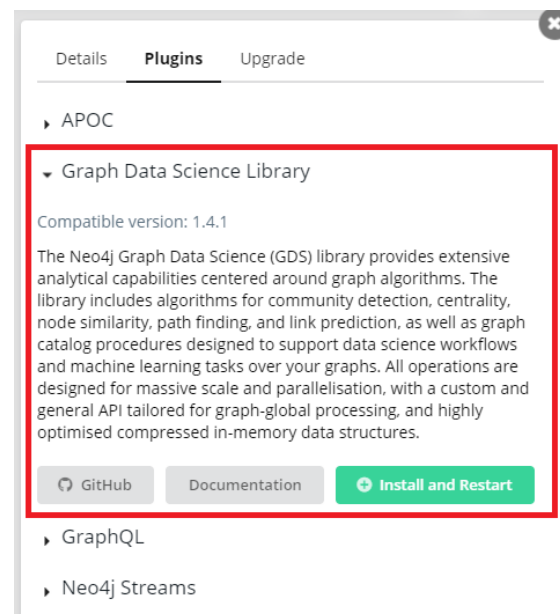 Details Plugins Upgrade
APOC
Graph Data Science Library
Compatible version: 1.4.1
The Neo4j Graph Data Science (GDS) library provides extensive
analytical capabilities centered around graph algorithms. The
library includes algorithms for community detection, centrality,
node similarity, path finding, and link prediction, as well as graph
catalog procedures designed to support data science workflows
and machine learning tasks over your graphs. All operations are
designed for massive scale and parallelisation, with a custom and
general API tailored for graph-global processing, and highly
optimised compressed in-memory data structures.
GitHub Documentation Install and Restart
GraphQL
Neo4j Streams